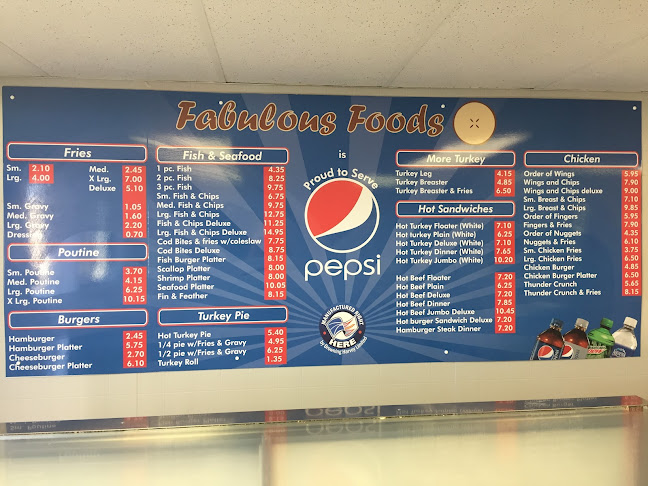 Fabulous Foods
is
Proud to Serve
pepsi
MANUFACTURED RIGHT
HERE
by Browning Harvey Limited
Fries
Sm. 2.10 Med. 2.45
Lrg. 4.00 X Lrg. 7.00
Deluxe 5.10
Sm. Gravy 1.05
Med. Gravy 1.60
Lrg. Gravy 2.20
Dressing 0.70
Poutine
Sm. Poutine 3.70
Med. Poutine 4.15
Lrg. Poutine 6.25
X Lrg. Poutine 10.15
Burgers
Hamburger 2.45
Hamburger Platter 5.75
Cheeseburger 2.70
Cheeseburger Platter 6.10
Fish & Seafood
1 pc. Fish 4.35
2 pc. Fish 8.25
3 pc. Fish 9.75
Sm. Fish & Chips 6.75
Med. Fish & Chips 9.75
Lrg. Fish & Chips 12.75
Fish & Chips Deluxe 11.25
Lrg. Fish & Chips Deluxe 14.95
Cod Bites & fries w/coleslaw 7.75
Cod Bites Deluxe 8.75
Fish Burger Platter 8.15
Scallop Platter 8.00
Shrimp Platter 8.00
Seafood Platter 10.05
Fin & Feather 8.15
Turkey Pie
Hot Turkey Pie 5.40
1/4 pie w/Fries & Gravy 4.95
1/2 pie w/Fries & Gravy 6.25
Turkey Roll 1.35
More Turkey
Turkey Leg 4.15
Turkey Breaster 4.85
Turkey Breaster & Fries 6.50
Hot Sandwiches
Hot Turkey Floater (White) 7.10
Hot turkey Plain (White) 6.25
Hot Turkey Deluxe (White) 7.10
Hot Turkey Dinner (White) 7.65
Hot Turkey Jumbo (White) 10.20
Hot Beef Floater 7.20
Hot Beef Plain 6.25
Hot Beef Deluxe 7.20
Hot Beef Dinner 7.85
Hot Beef Jumbo Deluxe 10.45
Hot burger Sandwich Deluxe 7.20
Hamburger Steak Dinner 7.20
Chicken
Order of Wings 5.95
Wings and Chips 7.90
Wings and Chips deluxe 9.00
Sm. Breast & Chips 7.10
Lrg. Breast & Chips 9.85
Order of Fingers 5.95
Fingers & Fries 7.90
Order of Nuggets 4.35
Nuggets & Fries 6.10
Sm. Chicken Fries 3.75
Lrg. Chicken Fries 6.50
Chicken Burger 4.85
Chicken Burger Platter 6.50
Thunder Crunch 5.65
Thunder Crunch & Fries 8.15
pepsi